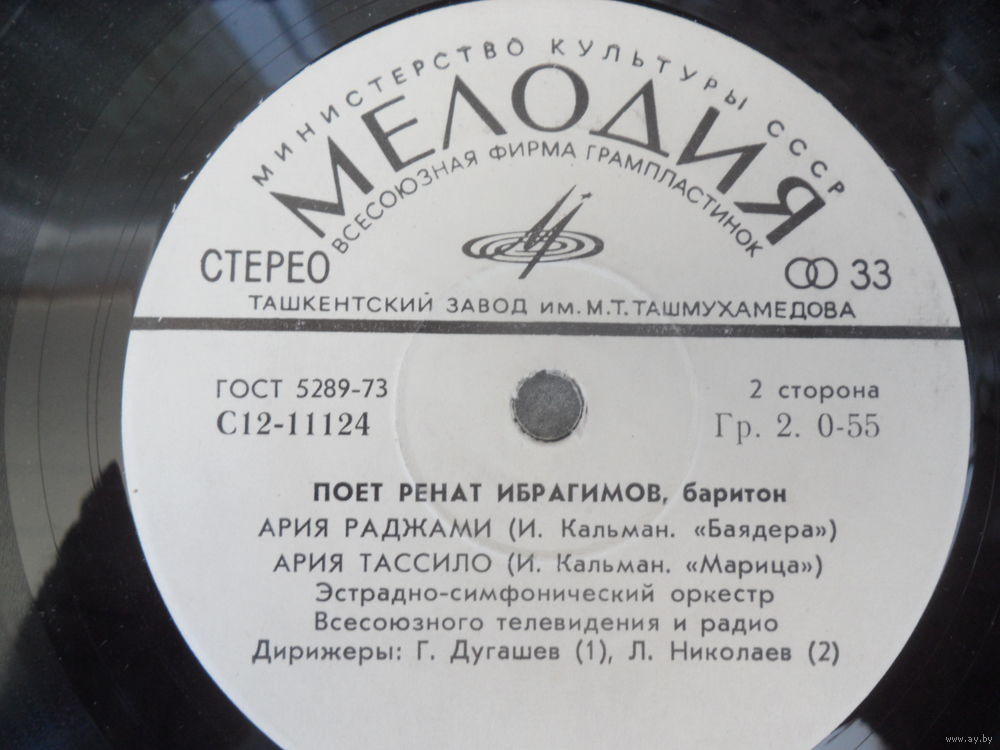 МИНИСТЕРСТВО КУЛЬТУРЫ СССР
МЕЛОДИЯ
ВСЕСОЮЗНАЯ ФИРМА ГРАМПЛАСТИНОК
СТЕРЕО
33
ТАШКЕНТСКИЙ ЗАВОД им. М.Т. ТАШМУХАМЕДОВА
ГОСТ 5289-73
2 сторона
С12-11124
Гр. 2. 0-55
ПОЕТ РЕНАТ ИБРАГИМОВ, баритон
АРИЯ РАДЖАМИ (И. Кальман. «Баядера»)
АРИЯ ТАССИЛО (И. Кальман. «Марица»)
Эстрадно-симфонический оркестр
Всесоюзного телевидения и радио
Дирижеры: Г. Дугашев (1), Л. Николаев (2)
www.ay.by